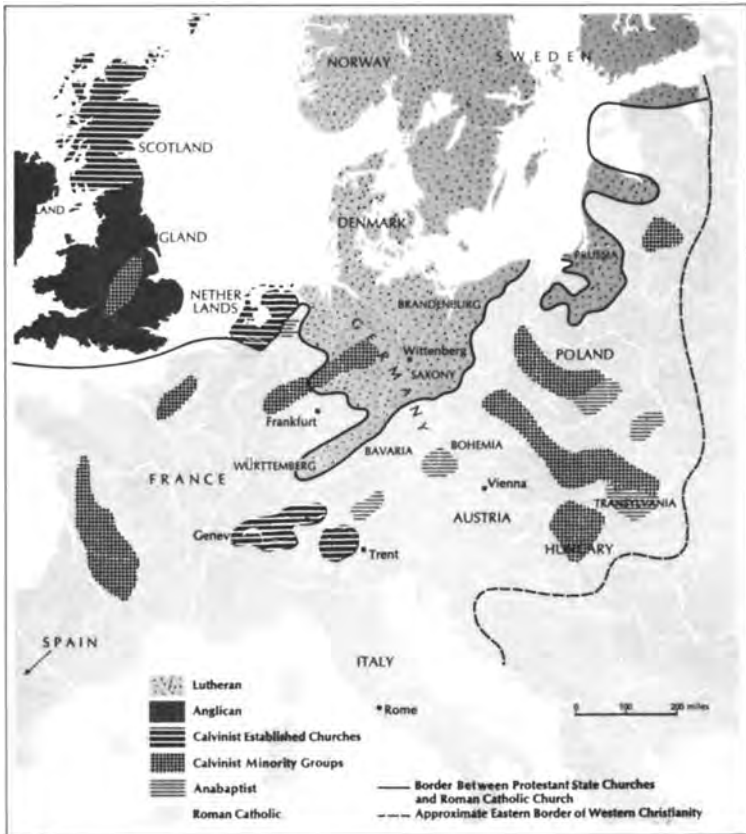 NORWAY
SWEDEN
SCOTLAND
LAND
GLAND
DENMARK
NETHER
LANDS
PRUSSIA
BRANDENBURG
GERMANY
Wittenberg
SAXONY
POLAND
Frankfurt
BAVARIA
BOHEMIA
WÜRTTEMBERG
FRANCE
Vienna
TRANSYLVANIA
AUSTRIA
Genev
Trent
HUNGARY
SPAIN
ITALY
Rome
Lutheran
Anglican
Calvinist Established Churches
Calvinist Minority Groups
Anabaptist
Roman Catholic
0 100 200 miles
Border Between Protestant State Churches
and Roman Catholic Church
Approximate Eastern Border of Western Christianity